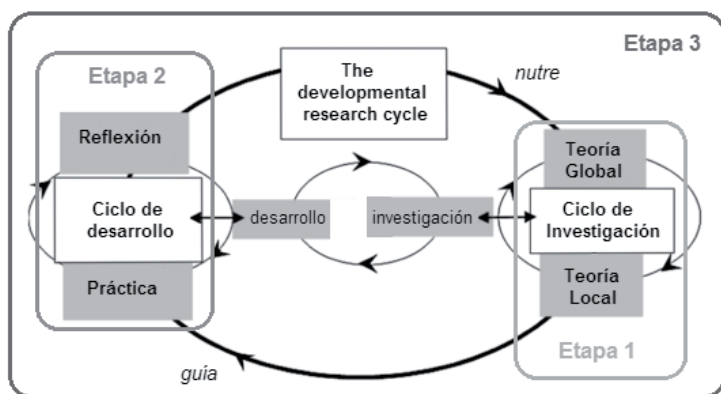 Etapa 3
Etapa 2
The
developmental
research cycle
nutre
Reflexión
Teoría
Global
Ciclo de
desarrollo
desarrollo
investigación
Ciclo de
Investigación
Práctica
Teoría
Local
Etapa 1
guia